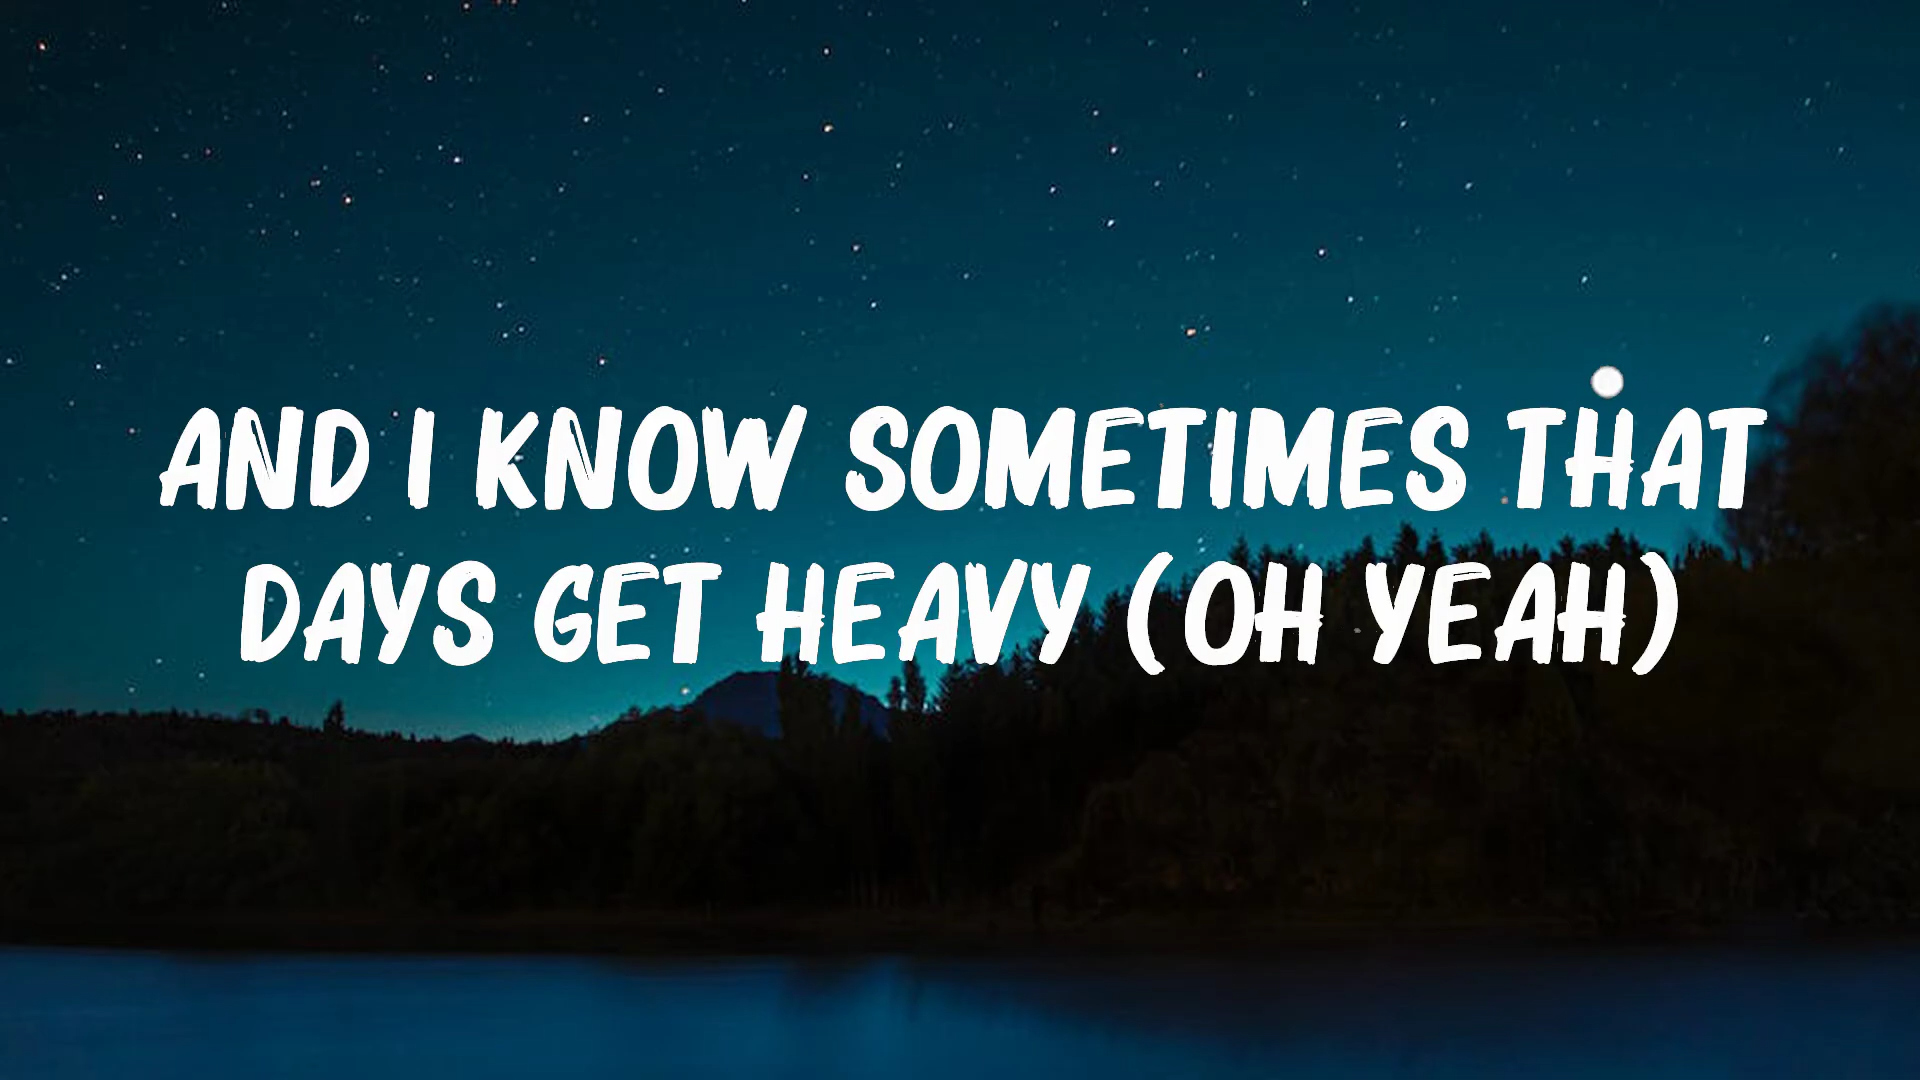 AND I KNOW SOMETIMES THAT
DAYS GET HEAVY (OH YEAH)